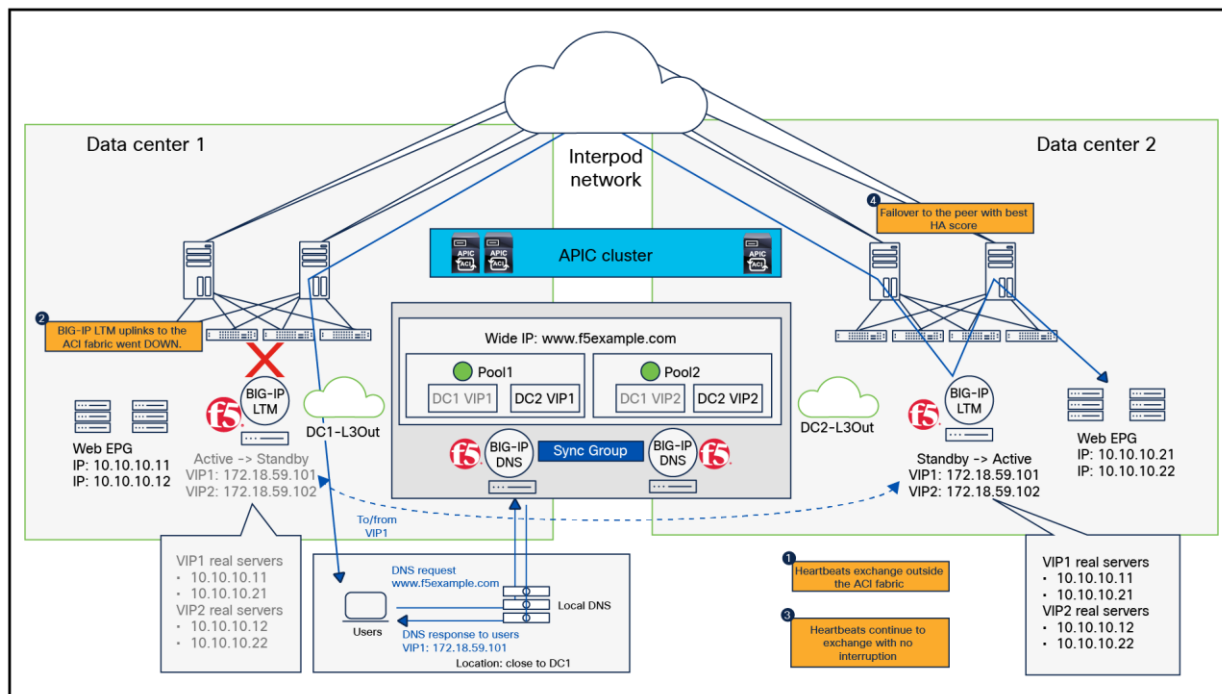 Data center 1
Interpod
network
Data center 2
4
Failover to the peer with best
HA score
APIC
ACI
APIC
ACI
APIC cluster
APIC
ACI
2
BIG-IP LTM uplinks to the
ACI fabric went DOWN.
Wide IP: www.f5example.com
Pool1
DC1 VIP1
DC2 VIP1
Pool2
DC1 VIP2
DC2 VIP2
f5
BIG-IP
LTM
DC1-L3Out
f5
BIG-IP
DNS
Sync Group
BIG-IP
DNS
f5
DC2-L3Out
f5
BIG-IP
LTM
Web EPG
IP: 10.10.10.11
IP: 10.10.10.12
Active -> Standby
VIP1: 172.18.59.101
VIP2: 172.18.59.102
Standby -> Active
VIP1: 172.18.59.101
VIP2: 172.18.59.102
Web EPG
IP: 10.10.10.21
IP: 10.10.10.22
To/from
VIP1
VIP1 real servers
• 10.10.10.11
• 10.10.10.21
VIP2 real servers
• 10.10.10.12
• 10.10.10.22
DNS request
www.f5example.com
Users
Local DNS
DNS response to users
VIP1: 172.18.59.101
Location: close to DC1
1
Heartbeats exchange outside
the ACI fabric
3
Heartbeats continue to
exchange with no
interruption
VIP1 real servers
• 10.10.10.11
• 10.10.10.21
VIP2 real servers
• 10.10.10.12
• 10.10.10.22